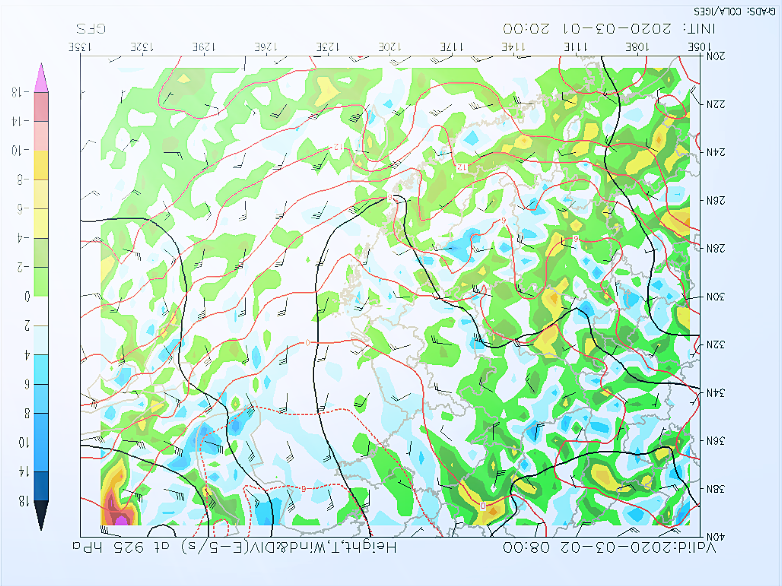 Valid:2020-03-02 08:00 Height,T,Wind&DIV(E-5/s) at 925 hPa
40N
38N
36N
34N
32N
30N
28N
26N
24N
22N
20N
105E 108E 111E 114E 117E 120E 123E 126E 129E 132E 135E
INIT: 2020-03-01 20:00 GFS
GrADS: COLA/IGES
18
14
10
8
6
4
2
0
-2
-4
-6
-8
-10
-14
-18